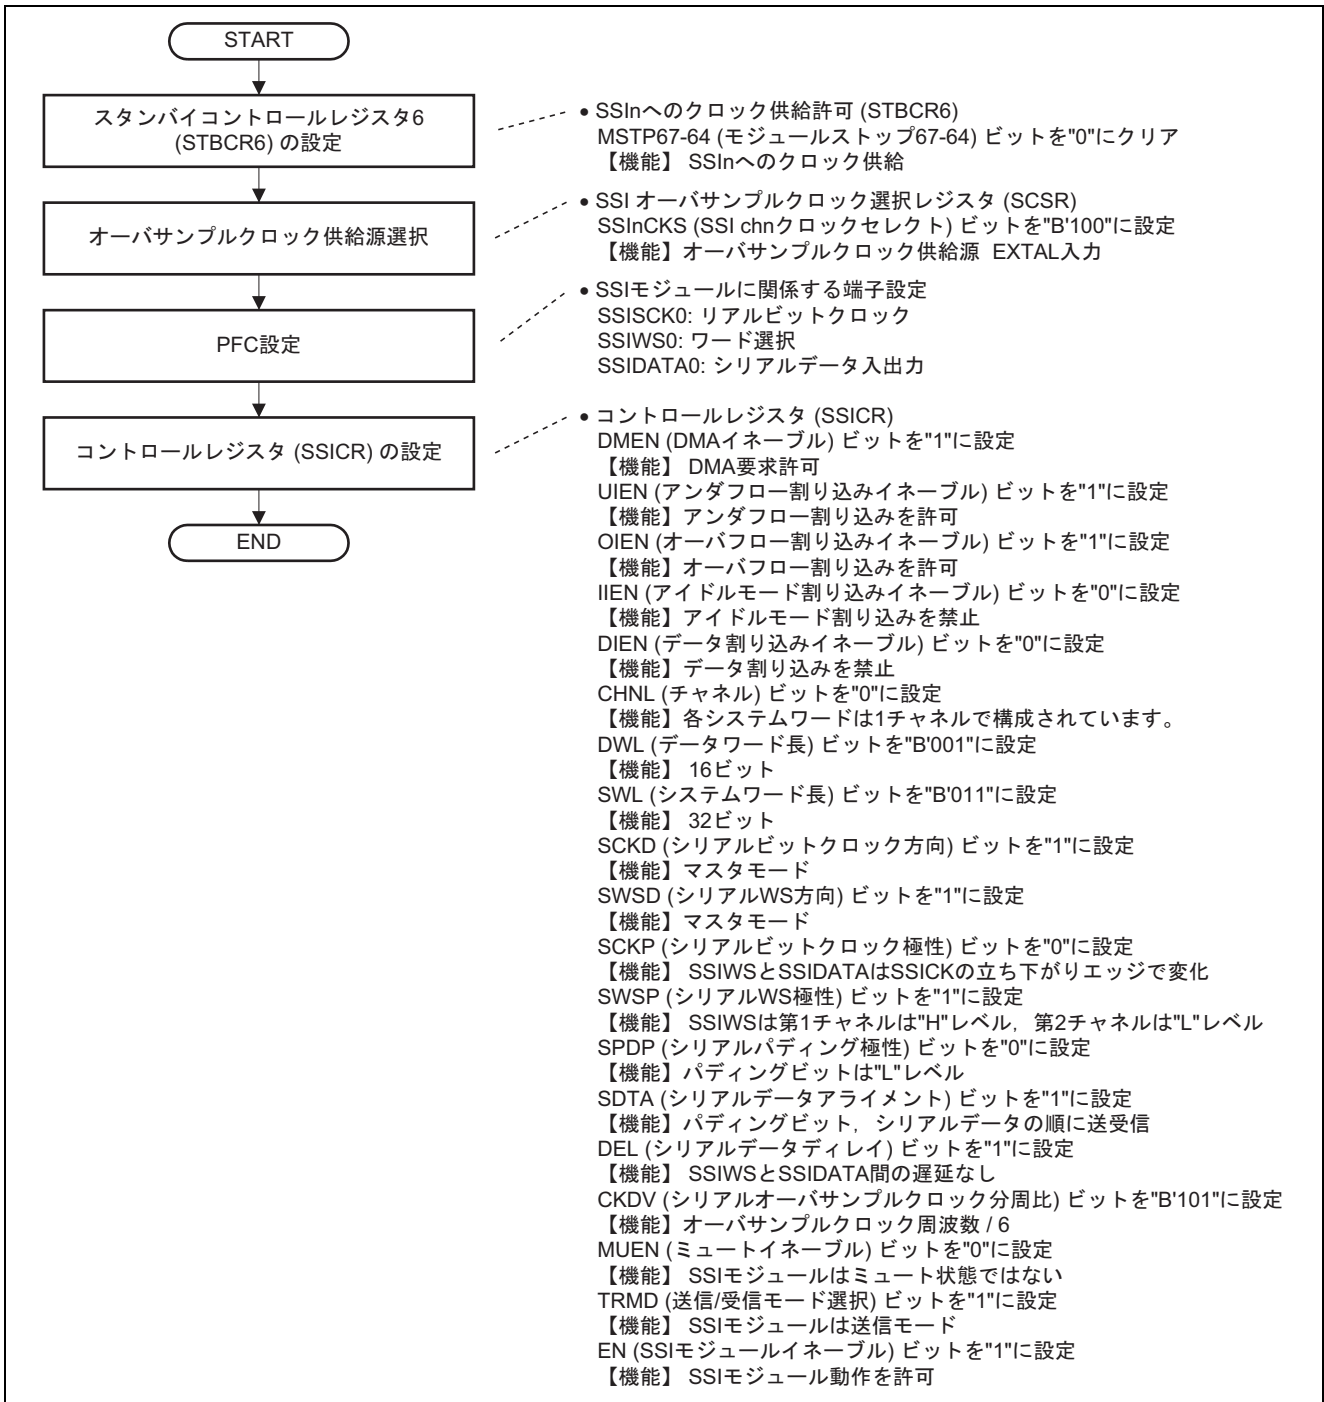 START
スタンバイコントロールレジスタ6
(STBCR6) の設定
オーバサンプルクロック供給源選択
PFC設定
コントロールレジスタ (SSICR) の設定
END
● SSInへのクロック供給許可 (STBCR6)
MSTP67-64 (モジュールストップ67-64) ビットを"0"にクリア
【機能】 SSInへのクロック供給
● SSI オーバサンプルクロック選択レジスタ (SCSR)
SSInCKS (SSI chnクロックセレクト) ビットを"B'100"に設定
【機能】オーバサンプルクロック供給源 EXTAL入力
● SSIモジュールに関係する端子設定
SSISCK0: リアルビットクロック
SSIWS0: ワード選択
SSIDATA0: シリアルデータ入出力
● コントロールレジスタ (SSICR)
DMEN (DMAイネーブル) ビットを"1"に設定
【機能】 DMA要求許可
UIEN (アンダフロー割り込みイネーブル) ビットを"1"に設定
【機能】アンダフロー割り込みを許可
OIEN (オーバフロー割り込みイネーブル) ビットを"1"に設定
【機能】オーバフロー割り込みを許可
IIEN (アイドルモード割り込みイネーブル) ビットを"0"に設定
【機能】アイドルモード割り込みを禁止
DIEN (データ割り込みイネーブル) ビットを"0"に設定
【機能】データ割り込みを禁止
CHNL (チャネル) ビットを"0"に設定
【機能】各システムワードは1チャネルで構成されています。
DWL (データワード長) ビットを"B'001"に設定
【機能】 16ビット
SWL (システムワード長) ビットを"B'011"に設定
【機能】 32ビット
SCKD (シリアルビットクロック方向) ビットを"1"に設定
【機能】マスタモード
SWSD (シリアルWS方向) ビットを"1"に設定
【機能】マスタモード
SCKP (シリアルビットクロック極性) ビットを"0"に設定
【機能】 SSIWSとSSIDATAはSSICKの立ち下がりエッジで変化
SWSP (シリアルWS極性) ビットを"1"に設定
【機能】 SSIWSは第1チャネルは"H"レベル，第2チャネルは"L"レベル
SPDP (シリアルパディング極性) ビットを"0"に設定
【機能】パディングビットは"L"レベル
SDTA (シリアルデータアライメント) ビットを"1"に設定
【機能】パディングビット，シリアルデータの順に送受信
DEL (シリアルデータディレイ) ビットを"1"に設定
【機能】 SSIWSとSSIDATA間の遅延なし
CKDV (シリアルオーバサンプルクロック分周比) ビットを"B'101"に設定
【機能】オーバサンプルクロック周波数 / 6
MUEN (ミュートイネーブル) ビットを"0"に設定
【機能】 SSIモジュールはミュート状態ではない
TRMD (送信/受信モード選択) ビットを"1"に設定
【機能】 SSIモジュールは送信モード
EN (SSIモジュールイネーブル) ビットを"1"に設定
【機能】 SSIモジュール動作を許可